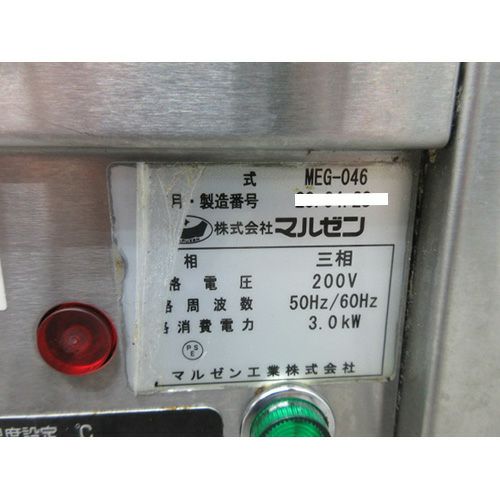 式 MEG-046
月・製造番号
株式会社マルゼン
相 三相
格電圧 200V
格周波数 50Hz/60Hz
格消費電力 3.0kW
PSE
マルゼン工業株式会社
度設定 ℃